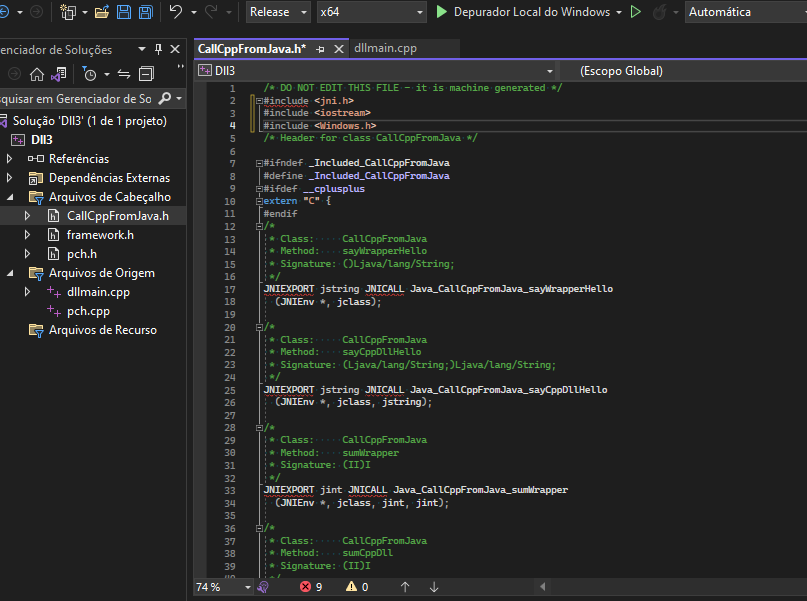 Release
x64
Depurador Local do Windows
Automática
enciador de Soluções
squisar em Gerenciador de So
Solução 'Dll3' (1 de 1 projeto)
Dll3
Referências
Dependências Externas
Arquivos de Cabeçalho
CallCppFromJava.h
framework.h
pch.h
Arquivos de Origem
dllmain.cpp
pch.cpp
Arquivos de Recurso
CallCppFromJava.h*
dllmain.cpp
Dll3
(Escopo Global)
1 /* DO NOT EDIT THIS FILE - it is machine generated */
2 #include <jni.h>
3 #include <iostream>
4 #include <Windows.h>
5 /* Header for class CallCppFromJava */
6
7 #ifndef _Included_CallCppFromJava
8 #define _Included_CallCppFromJava
9 #ifdef __cplusplus
10 extern "C" {
11 #endif
12 /*
13 * Class: CallCppFromJava
14 * Method: sayWrapperHello
15 * Signature: ()Ljava/lang/String;
16 */
17 JNIEXPORT jstring JNICALL Java_CallCppFromJava_sayWrapperHello
18 (JNIEnv *, jclass);
19
20 /*
21 * Class: CallCppFromJava
22 * Method: sayCppDllHello
23 * Signature: (Ljava/lang/String;)Ljava/lang/String;
24 */
25 JNIEXPORT jstring JNICALL Java_CallCppFromJava_sayCppDllHello
26 (JNIEnv *, jclass, jstring);
27
28 /*
29 * Class: CallCppFromJava
30 * Method: sumWrapper
31 * Signature: (II)I
32 */
33 JNIEXPORT jint JNICALL Java_CallCppFromJava_sumWrapper
34 (JNIEnv *, jclass, jint, jint);
35
36 /*
37 * Class: CallCppFromJava
38 * Method: sumCppDll
39 * Signature: (II)I
74 %
9
0